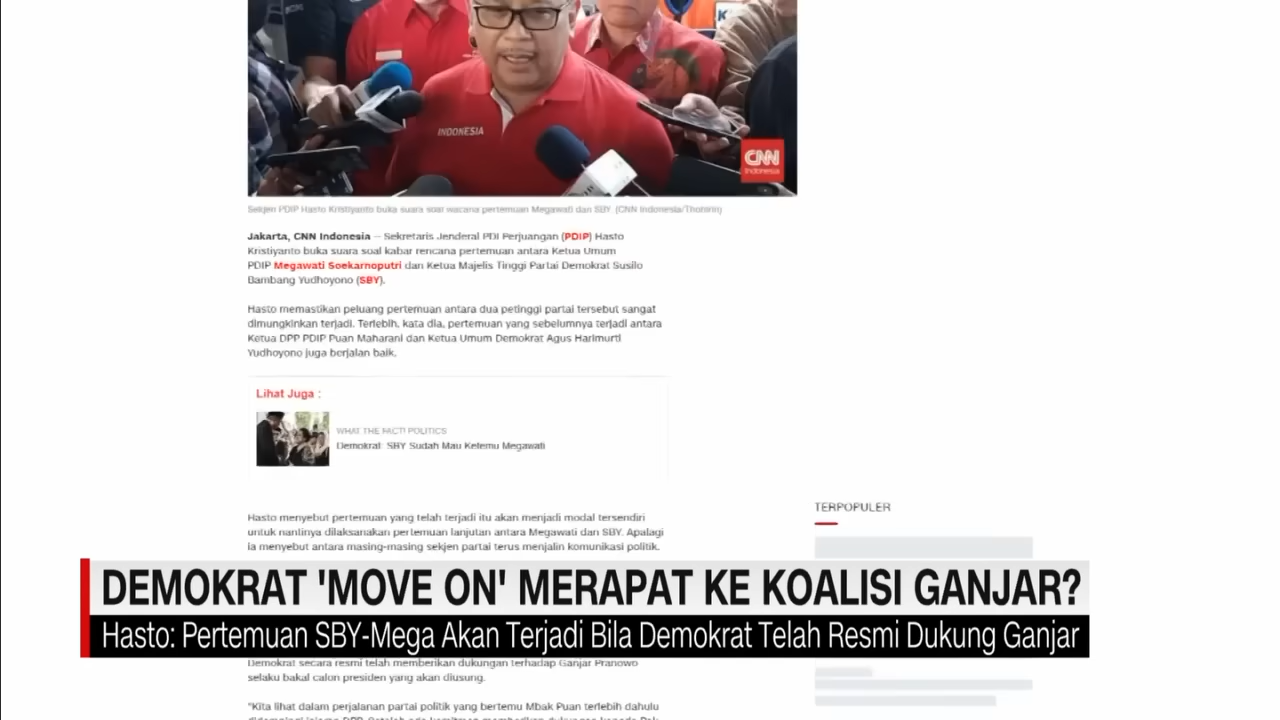 INDONESIA
CNN
Indonesia
Sekjen PDIP Hasto Kristiyanto buka suara soal wacana pertemuan Megawati dan SBY. (CNN Indonesia/Thohirin)
Jakarta, CNN Indonesia -- Sekretaris Jenderal PDI Perjuangan (PDIP) Hasto
Kristiyanto buka suara soal kabar rencana pertemuan antara Ketua Umum
PDIP Megawati Soekarnoputri dan Ketua Majelis Tinggi Partai Demokrat Susilo
Bambang Yudhoyono (SBY).
Hasto memastikan peluang pertemuan antara dua petinggi partai tersebut sangat
dimungkinkan terjadi. Terlebih, kata dia, pertemuan yang sebelumnya terjadi antara
Ketua DPP PDIP Puan Maharani dan Ketua Umum Demokrat Agus Harimurti
Yudhoyono juga berjalan baik.
Lihat Juga :
WHAT THE FACT! POLITICS
Demokrat: SBY Sudah Mau Ketemu Megawati
Hasto menyebut pertemuan yang telah terjadi itu akan menjadi modal tersendiri
untuk nantinya dilaksanakan pertemuan lanjutan antara Megawati dan SBY. Apalagi
ia menyebut antara masing-masing sekjen partai terus menjalin komunikasi politik.
TERPOPULER
DEMOKRAT 'MOVE ON' MERAPAT KE KOALISI GANJAR?
Hasto: Pertemuan SBY-Mega Akan Terjadi Bila Demokrat Telah Resmi Dukung Ganjar
Demokrat secara resmi telah memberikan dukungan terhadap Ganjar Pranowo
selaku bakal calon presiden yang akan diusung.
"Kita lihat dalam perjalanan partai politik yang bertemu Mbak Puan terlebih dahulu